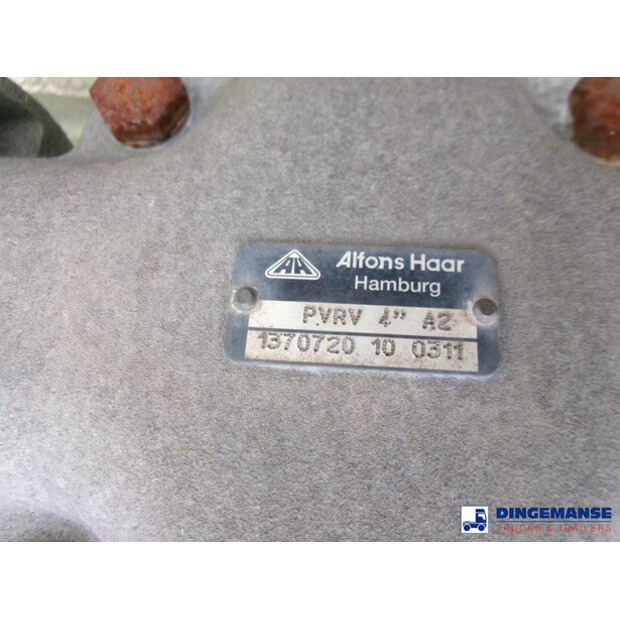 AH
Alfons Haar
Hamburg
PVRV 4" A2
1370720 10 0311
DINGEMANSE
TRUCKS & TRAILERS